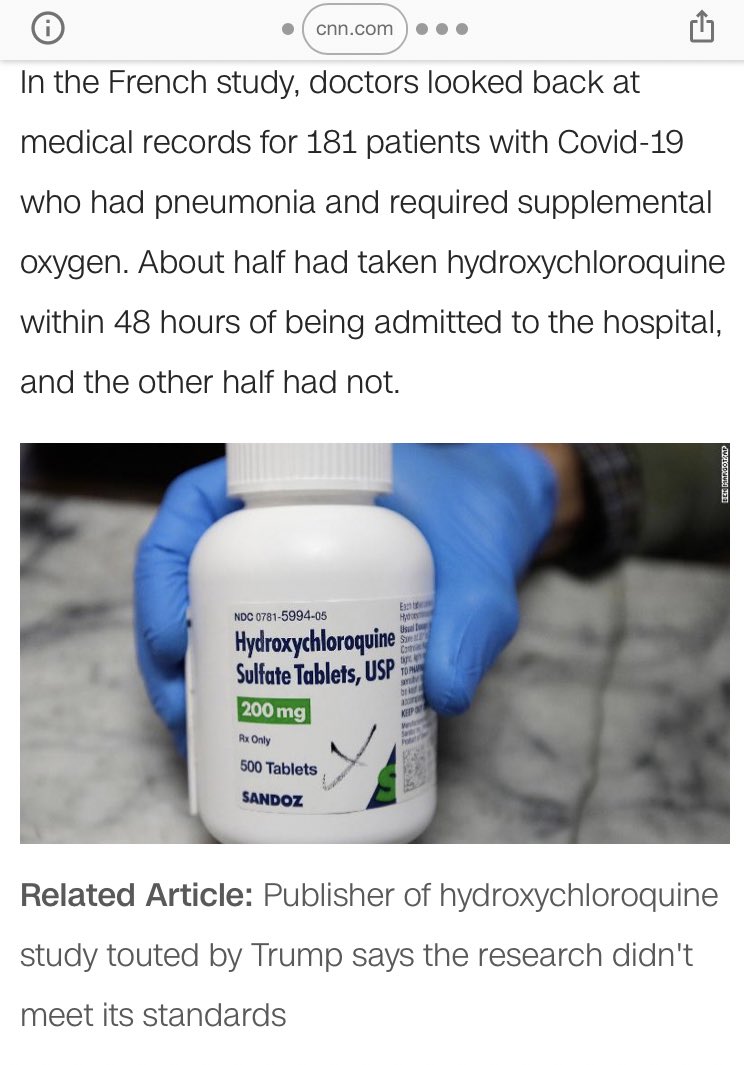 cnn.com
In the French study, doctors looked back at
medical records for 181 patients with Covid-19
who had pneumonia and required supplemental
oxygen. About half had taken hydroxychloroquine
within 48 hours of being admitted to the hospital,
and the other half had not.
NDC 0781-5994-05
Hydroxychloroquine
Sulfate Tablets, USP
200 mg
Rx Only
500 Tablets
SANDOZ
S
Related Article: Publisher of hydroxychloroquine
study touted by Trump says the research didn't
meet its standards